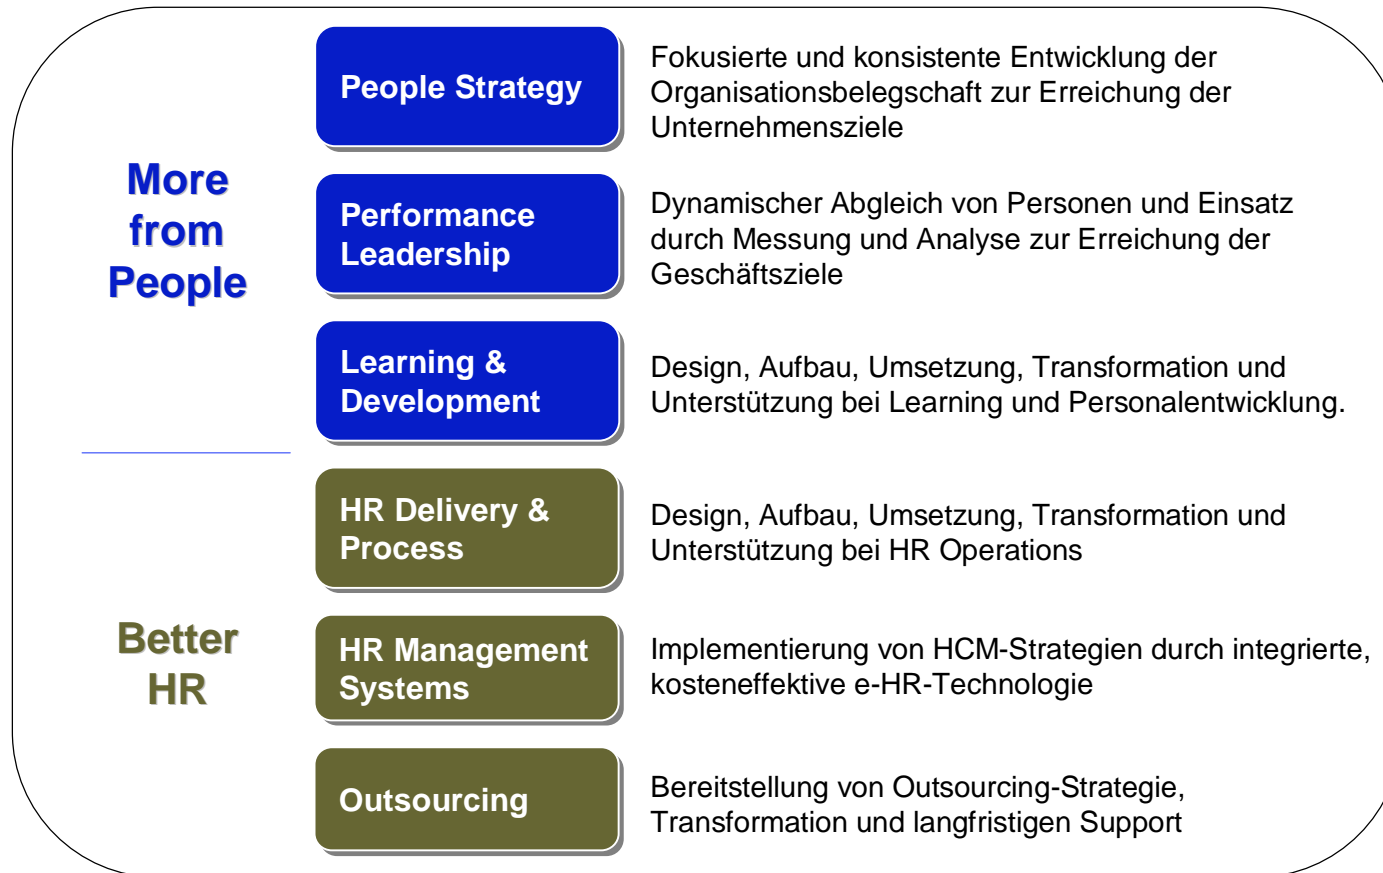 More
from
People
People Strategy
Fokusierte und konsistente Entwicklung der
Organisationsbelegschaft zur Erreichung der
Unternehmensziele
Performance
Leadership
Dynamischer Abgleich von Personen und Einsatz
durch Messung und Analyse zur Erreichung der
Geschäftsziele
Learning &
Development
Design, Aufbau, Umsetzung, Transformation und
Unterstützung bei Learning und Personalentwicklung.
Better
HR
HR Delivery &
Process
Design, Aufbau, Umsetzung, Transformation und
Unterstützung bei HR Operations
HR Management
Systems
Implementierung von HCM-Strategien durch integrierte,
kosteneffektive e-HR-Technologie
Outsourcing
Bereitstellung von Outsourcing-Strategie,
Transformation und langfristigen Support